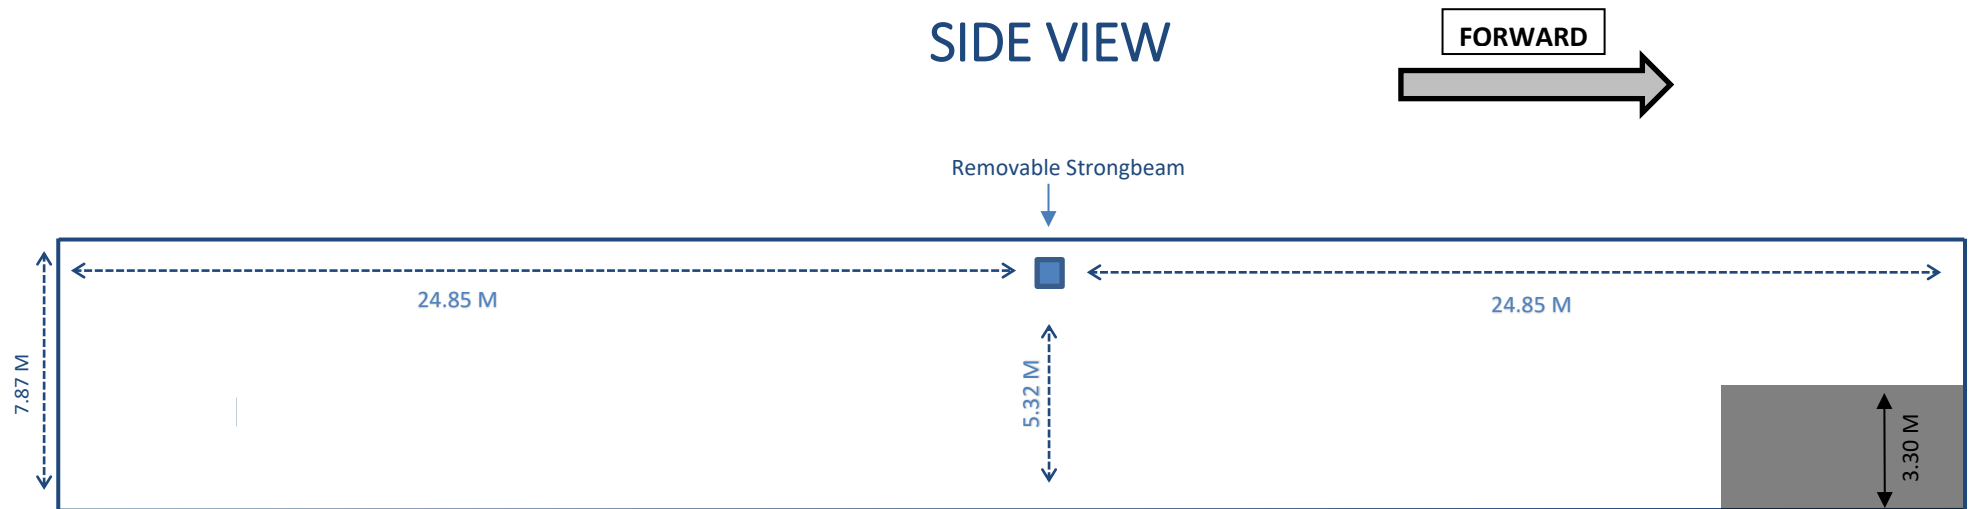 SIDE VIEW
FORWARD
Removable Strongbeam
24.85 M
24.85 M
7.87 M
5.32 M
3.30 M